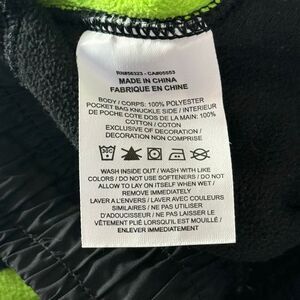 RN#56323 - CA#05553
MADE IN CHINA
FABRIQUE EN CHINE
BODY / CORPS: 100% POLYESTER
POCKET BAG KNUCKLE SIDE / INTERIEUR
DE POCHE COTE DOS DE LA MAIN: 100%
COTTON / COTON
EXCLUSIVE OF DECORATION /
DECORATION NON COMPRISE
WASH INSIDE OUT / WASH WITH LIKE
COLORS / DO NOT USE SOFTENERS / DO NOT
ALLOW TO LAY ON ITSELF WHEN WET /
REMOVE IMMEDIATELY
LAVER A L'ENVERS / LAVER AVEC COULEURS
SIMILAIRES / NE PAS UTILISER
D'ADOUCISSEUR / NE PAS LAISSER LE
VÊTEMENT PLIÉ LORSQU'IL EST MOUILLÉ /
ENLEVER IMMEDIATEMENT